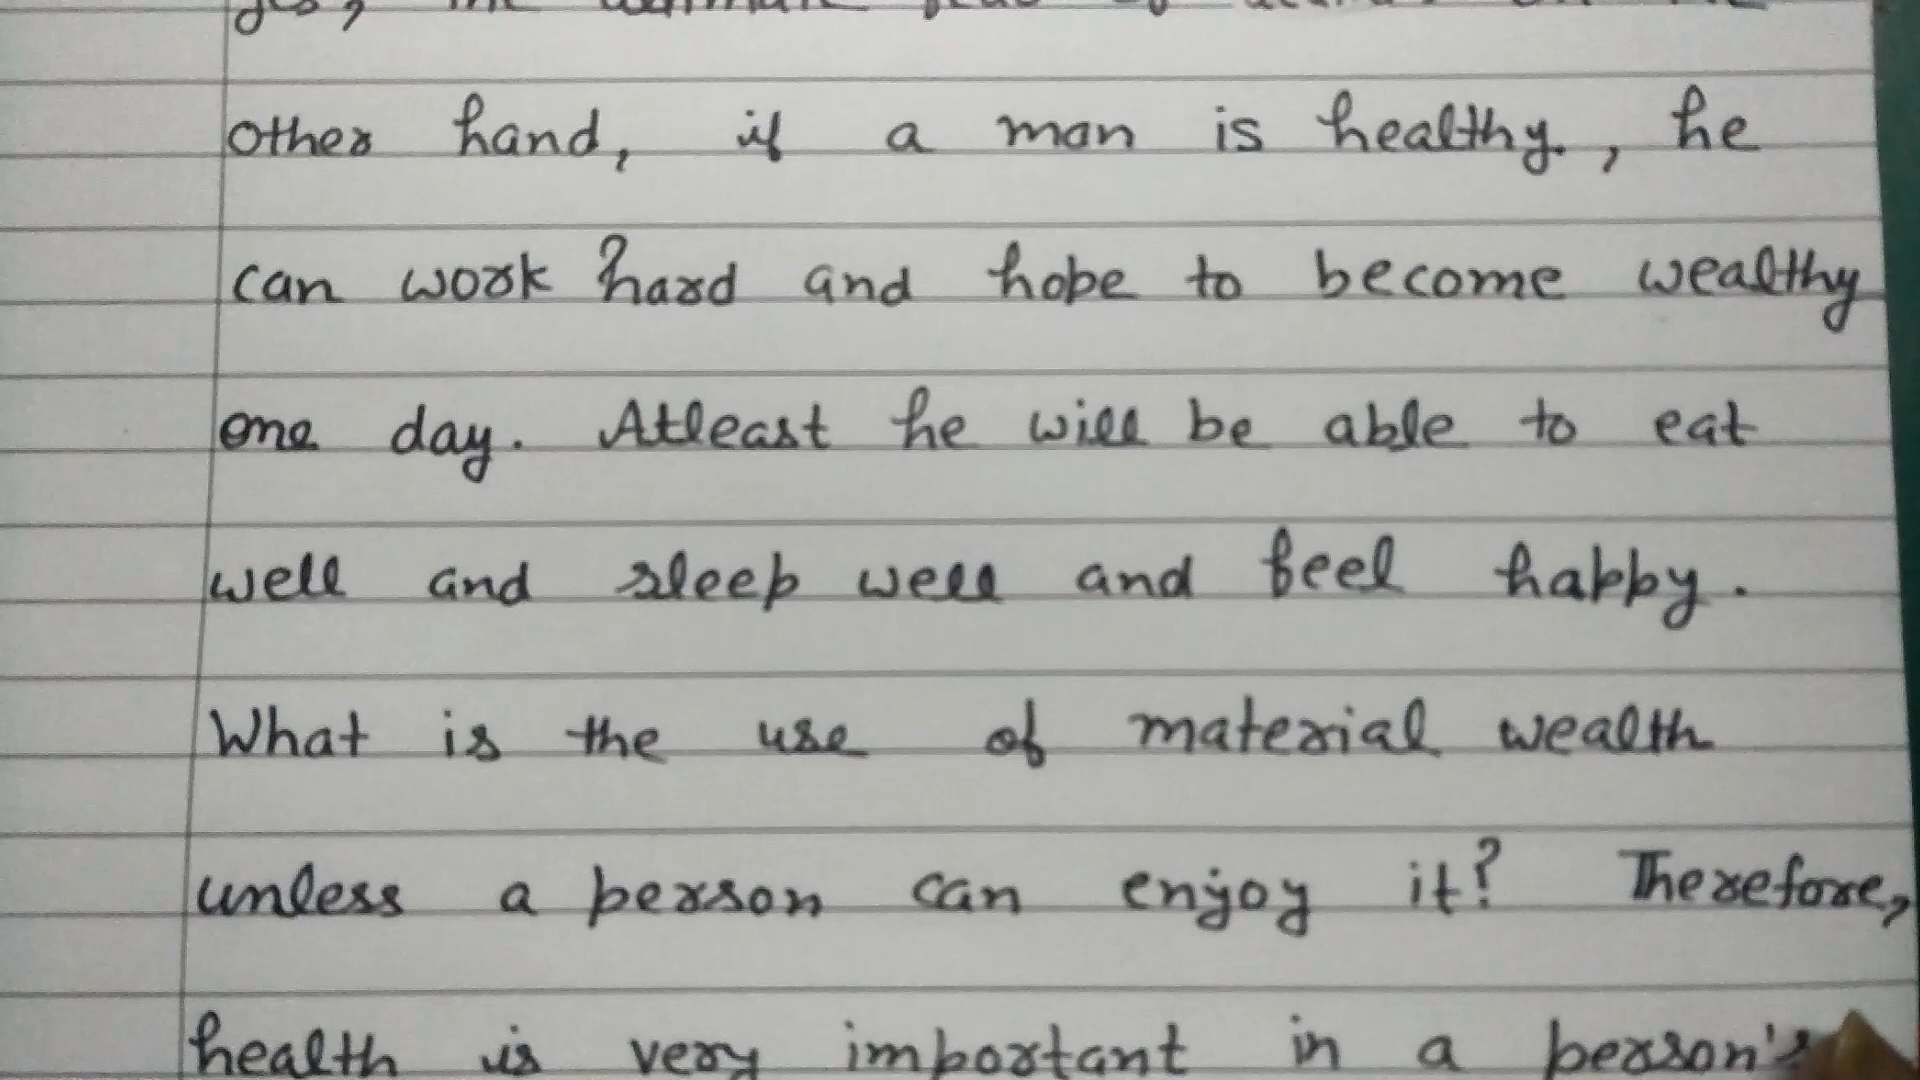 other hand, if a man is healthy, he
can work hard and hope to become wealthy
one day. Atleast he will be able to eat
well and sleep well and feel happy.
What is the use of material wealth
unless a person can enjoy it? Therefore,
health is very important in a person's